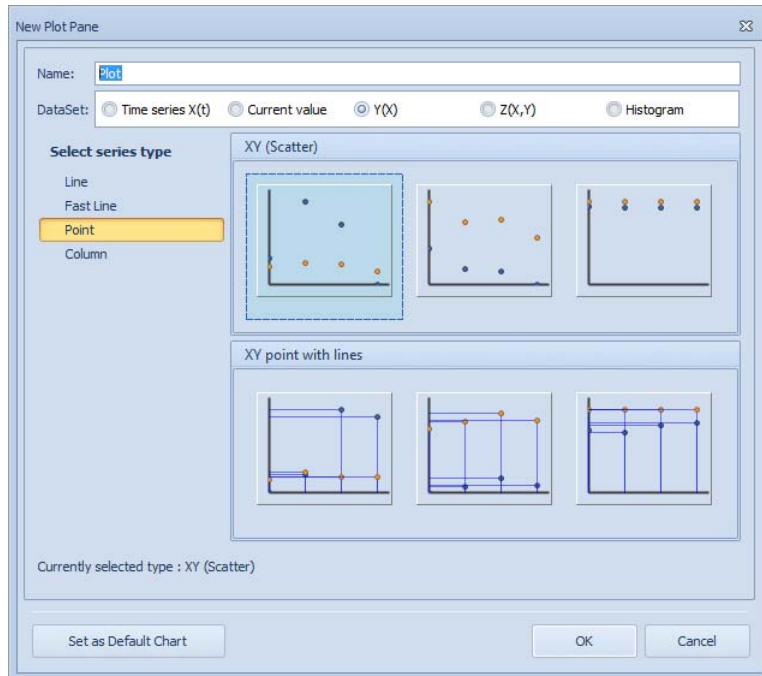 New Plot Pane
Name: Plot
DataSet: Time series X(t) Current value Y(X) Z(X,Y) Histogram
Select series type
Line
Fast Line
Point
Column
XY (Scatter)
XY point with lines
Currently selected type : XY (Scatter)
Set as Default Chart OK Cancel